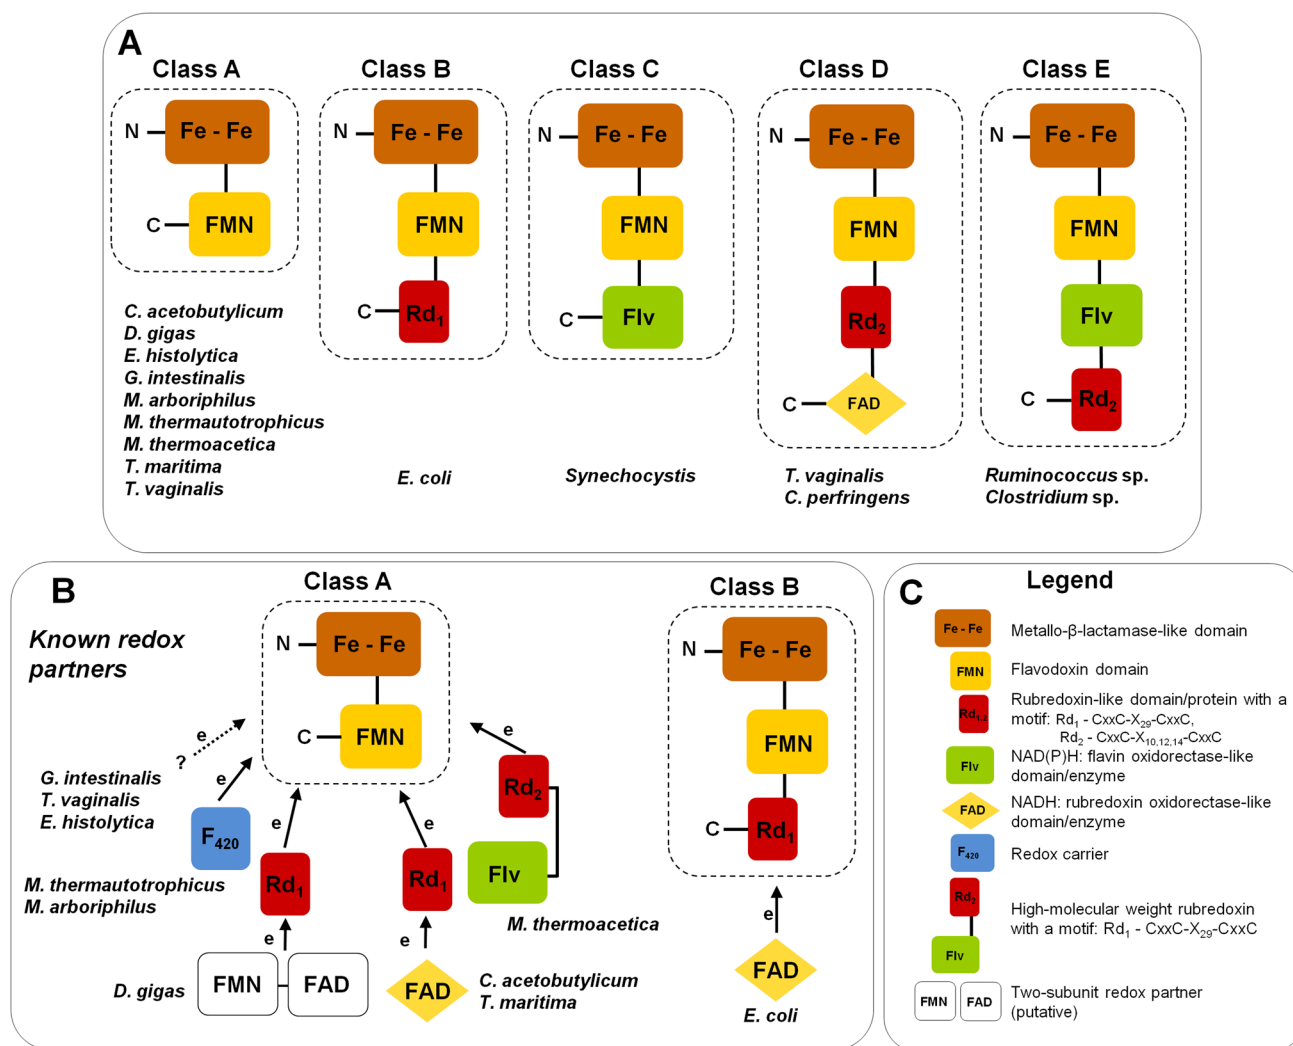 A
Class A
Class B
Class C
Class D
Class E
N
Fe - Fe
C
FMN
N
Fe - Fe
FMN
C
Rd1
N
Fe - Fe
FMN
C
Flv
N
Fe - Fe
FMN
Rd2
C
FAD
N
Fe - Fe
FMN
Flv
C
Rd2
C. acetobutylicum
D. gigas
E. histolytica
G. intestinalis
M. arboriphilus
M. thermautotrophicus
M. thermoacetica
T. maritima
T. vaginalis
E. coli
Synechocystis
T. vaginalis
C. perfringens
Ruminococcus sp.
Clostridium sp.
B
Known redox
partners
Class A
N
Fe - Fe
C
FMN
e
?
G. intestinalis
T. vaginalis
E. histolytica
e
F420
M. thermautotrophicus
M. arboriphilus
e
Rd1
e
FMN
FAD
D. gigas
e
Rd1
e
FAD
C. acetobutylicum
T. maritima
e
Rd2
Flv
M. thermoacetica
Class B
N
Fe - Fe
FMN
C
Rd1
e
FAD
E. coli
C
Legend
Fe - Fe
Metallo-β-lactamase-like domain
FMN
Flavodoxin domain
Rd1,2
Rubredoxin-like domain/protein with a
motif: Rd1 - CxxC-X29-CxxC,
Rd2 - CxxC-X10,12,14-CxxC
Flv
NAD(P)H: flavin oxidorectase-like
domain/enzyme
FAD
NADH: rubredoxin oxidorectase-like
domain/enzyme
F420
Redox carrier
Rd2
Flv
High-molecular weight rubredoxin
with a motif: Rd1 - CxxC-X29-CxxC
FMN
FAD
Two-subunit redox partner
(putative)